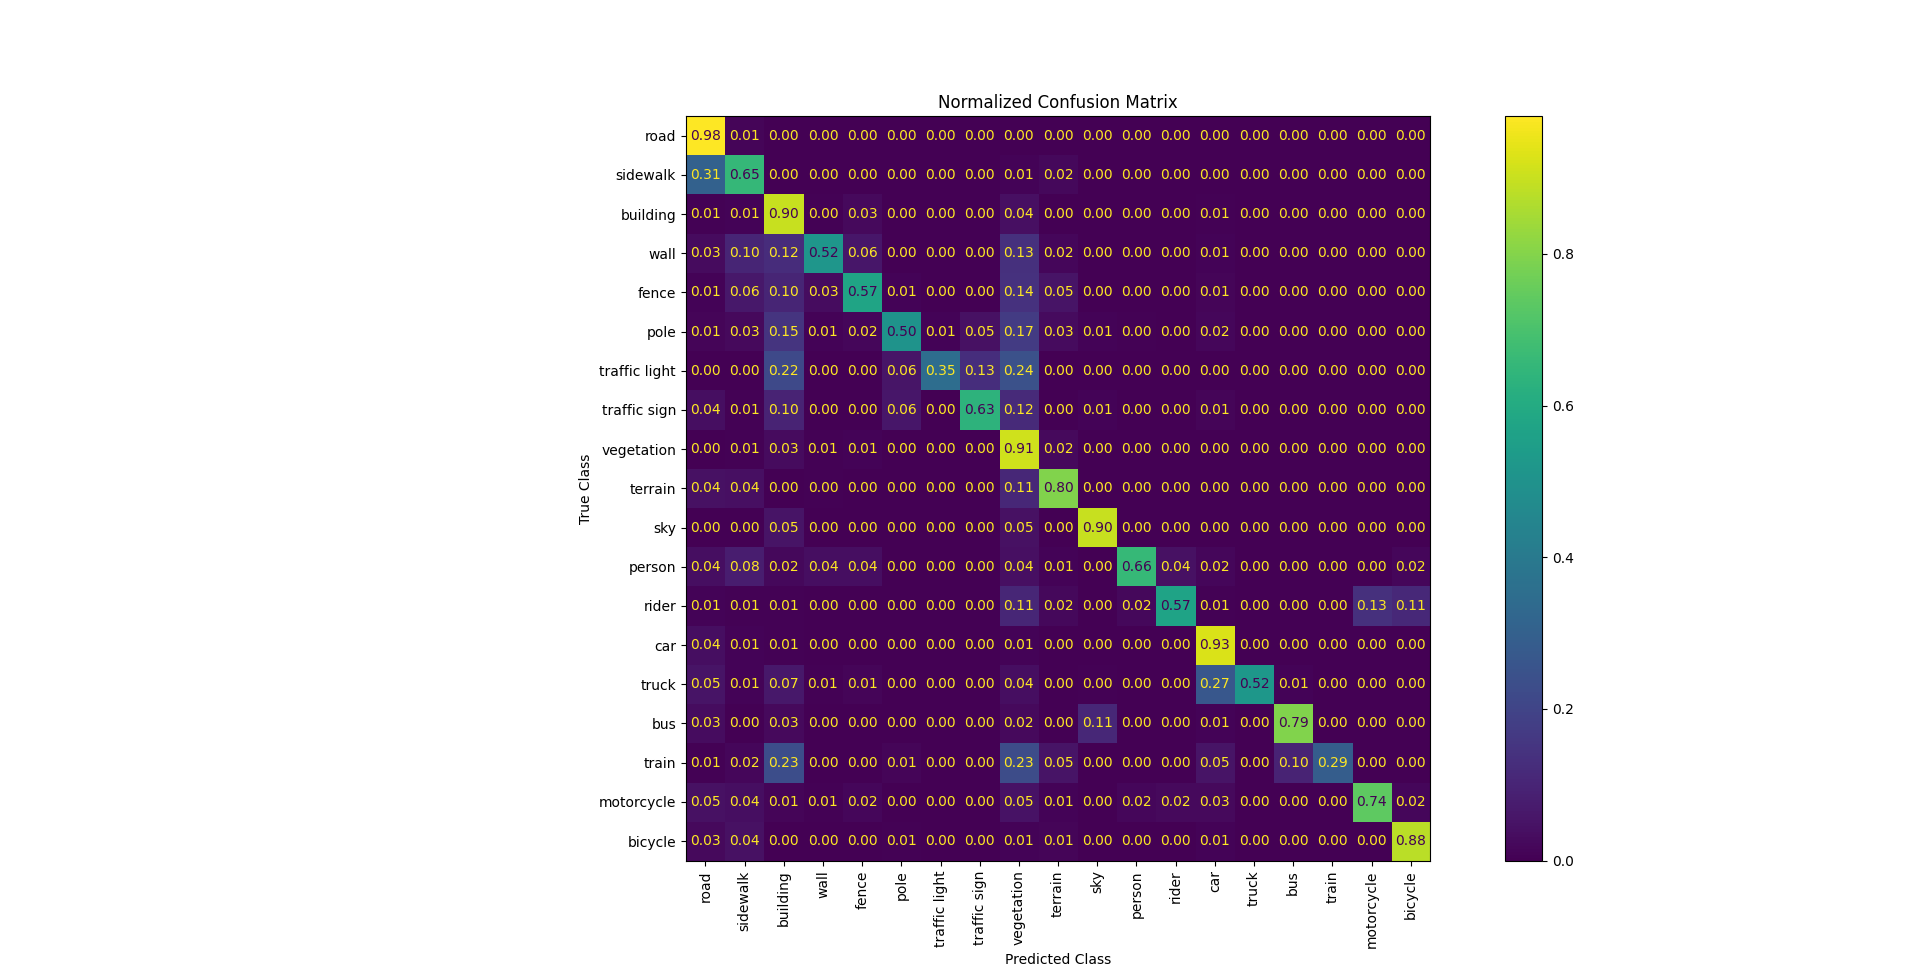 Normalized Confusion Matrix
road 0.98 0.01 0.00 0.00 0.00 0.00 0.00 0.00 0.00 0.00 0.00 0.00 0.00 0.00 0.00 0.00 0.00 0.00 0.00
sidewalk 0.31 0.65 0.00 0.00 0.00 0.00 0.00 0.00 0.01 0.02 0.00 0.00 0.00 0.00 0.00 0.00 0.00 0.00 0.00
building 0.01 0.01 0.90 0.00 0.03 0.00 0.00 0.00 0.04 0.00 0.00 0.00 0.00 0.01 0.00 0.00 0.00 0.00 0.00
wall 0.03 0.10 0.12 0.52 0.06 0.00 0.00 0.00 0.13 0.02 0.00 0.00 0.00 0.01 0.00 0.00 0.00 0.00 0.00
0.8
fence 0.01 0.06 0.10 0.03 0.57 0.01 0.00 0.00 0.14 0.05 0.00 0.00 0.00 0.01 0.00 0.00 0.00 0.00 0.00
pole 0.01 0.03 0.15 0.01 0.02 0.50 0.01 0.05 0.17 0.03 0.01 0.00 0.00 0.02 0.00 0.00 0.00 0.00 0.00
traffic light 0.00 0.00 0.22 0.00 0.00 0.06 0.35 0.13 0.24 0.00 0.00 0.00 0.00 0.00 0.00 0.00 0.00 0.00 0.00
traffic sign 0.04 0.01 0.10 0.00 0.00 0.06 0.00 0.63 0.12 0.00 0.01 0.00 0.00 0.01 0.00 0.00 0.00 0.00 0.00
0.6
vegetation 0.00 0.01 0.03 0.01 0.01 0.00 0.00 0.00 0.91 0.02 0.00 0.00 0.00 0.00 0.00 0.00 0.00 0.00 0.00
True Class
terrain 0.04 0.04 0.00 0.00 0.00 0.00 0.00 0.00 0.11 0.80 0.00 0.00 0.00 0.00 0.00 0.00 0.00 0.00 0.00
sky 0.00 0.00 0.05 0.00 0.00 0.00 0.00 0.00 0.05 0.00 0.90 0.00 0.00 0.00 0.00 0.00 0.00 0.00 0.00
0.4
person 0.04 0.08 0.02 0.04 0.04 0.00 0.00 0.00 0.04 0.01 0.00 0.66 0.04 0.02 0.00 0.00 0.00 0.00 0.02
rider 0.01 0.01 0.01 0.00 0.00 0.00 0.00 0.00 0.11 0.02 0.00 0.02 0.57 0.01 0.00 0.00 0.00 0.13 0.11
car 0.04 0.01 0.01 0.00 0.00 0.00 0.00 0.00 0.01 0.00 0.00 0.00 0.00 0.93 0.00 0.00 0.00 0.00 0.00
truck 0.05 0.01 0.07 0.01 0.01 0.00 0.00 0.00 0.04 0.00 0.00 0.00 0.00 0.27 0.52 0.01 0.00 0.00 0.00
0.2
bus 0.03 0.00 0.03 0.00 0.00 0.00 0.00 0.00 0.02 0.00 0.11 0.00 0.00 0.01 0.00 0.79 0.00 0.00 0.00
train 0.01 0.02 0.23 0.00 0.00 0.01 0.00 0.00 0.23 0.05 0.00 0.00 0.00 0.05 0.00 0.10 0.29 0.00 0.00
motorcycle 0.05 0.04 0.01 0.01 0.02 0.00 0.00 0.00 0.05 0.01 0.00 0.02 0.02 0.03 0.00 0.00 0.00 0.74 0.02
bicycle 0.03 0.04 0.00 0.00 0.00 0.01 0.00 0.00 0.01 0.01 0.00 0.00 0.00 0.01 0.00 0.00 0.00 0.00 0.88
0.0
road sidewalk building wall fence pole traffic light traffic sign vegetation terrain sky person rider car truck bus train motorcycle bicycle
Predicted Class